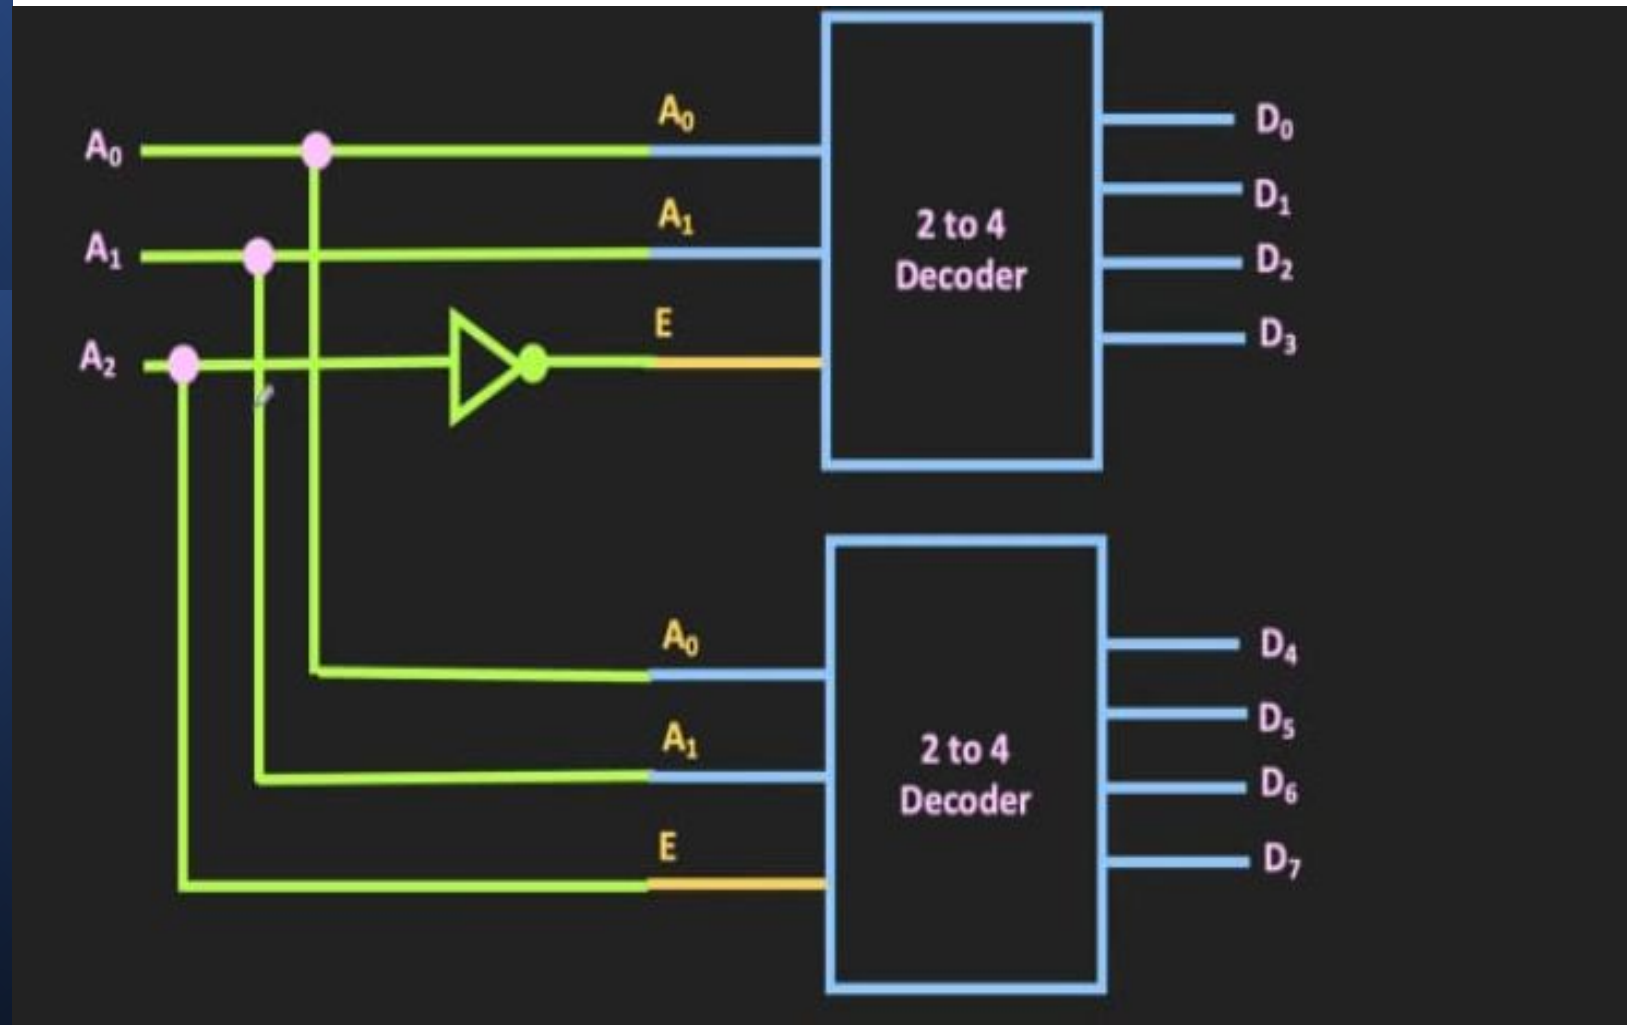 A₀
A₀
D₀
A₁
A₁
D₁
2 to 4
Decoder
D₂
A₂
E
D₃
A₀
D₄
A₁
D₅
2 to 4
Decoder
D₆
E
D₇